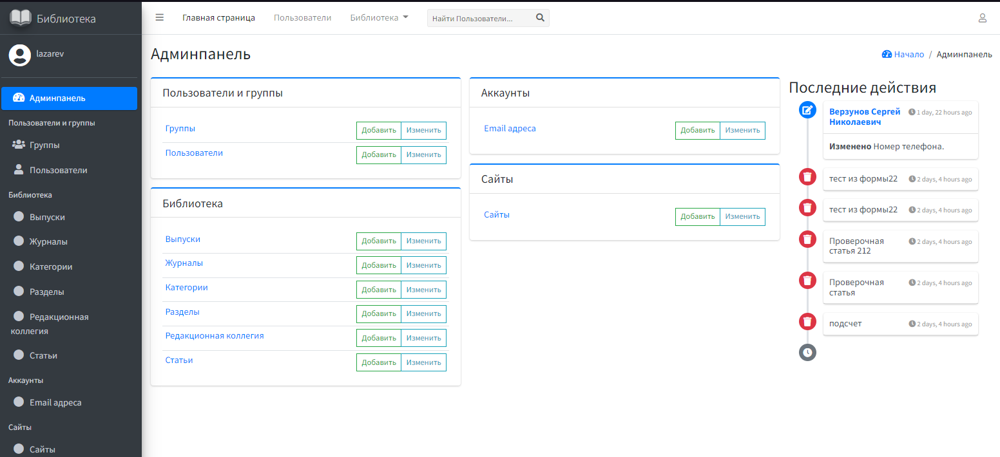 Библиотека
lazarev
Админпанель
Пользователи и группы
Группы
Пользователи
Библиотека
Выпуски
Журналы
Категории
Разделы
Редакционная
коллегия
Статьи
Аккаунты
Email адреса
Сайты
Сайты
Главная страница Пользователи Библиотека Найти Пользователи...
Админпанель
Начало / Админпанель
Пользователи и группы
Группы Добавить Изменить
Пользователи Добавить Изменить
Библиотека
Выпуски Добавить Изменить
Журналы Добавить Изменить
Категории Добавить Изменить
Разделы Добавить Изменить
Редакционная коллегия Добавить Изменить
Статьи Добавить Изменить
Аккаунты
Email адреса Добавить Изменить
Сайты
Сайты Добавить Изменить
Последние действия
Верзунов Сергей 1 day, 22 hours ago
Николаевич
Изменено Номер телефона.
тест из формы22 2 days, 4 hours ago
тест из формы22 2 days, 4 hours ago
Проверочная 2 days, 4 hours ago
статья 212
Проверочная 2 days, 4 hours ago
статья
подсчет 2 days, 4 hours ago